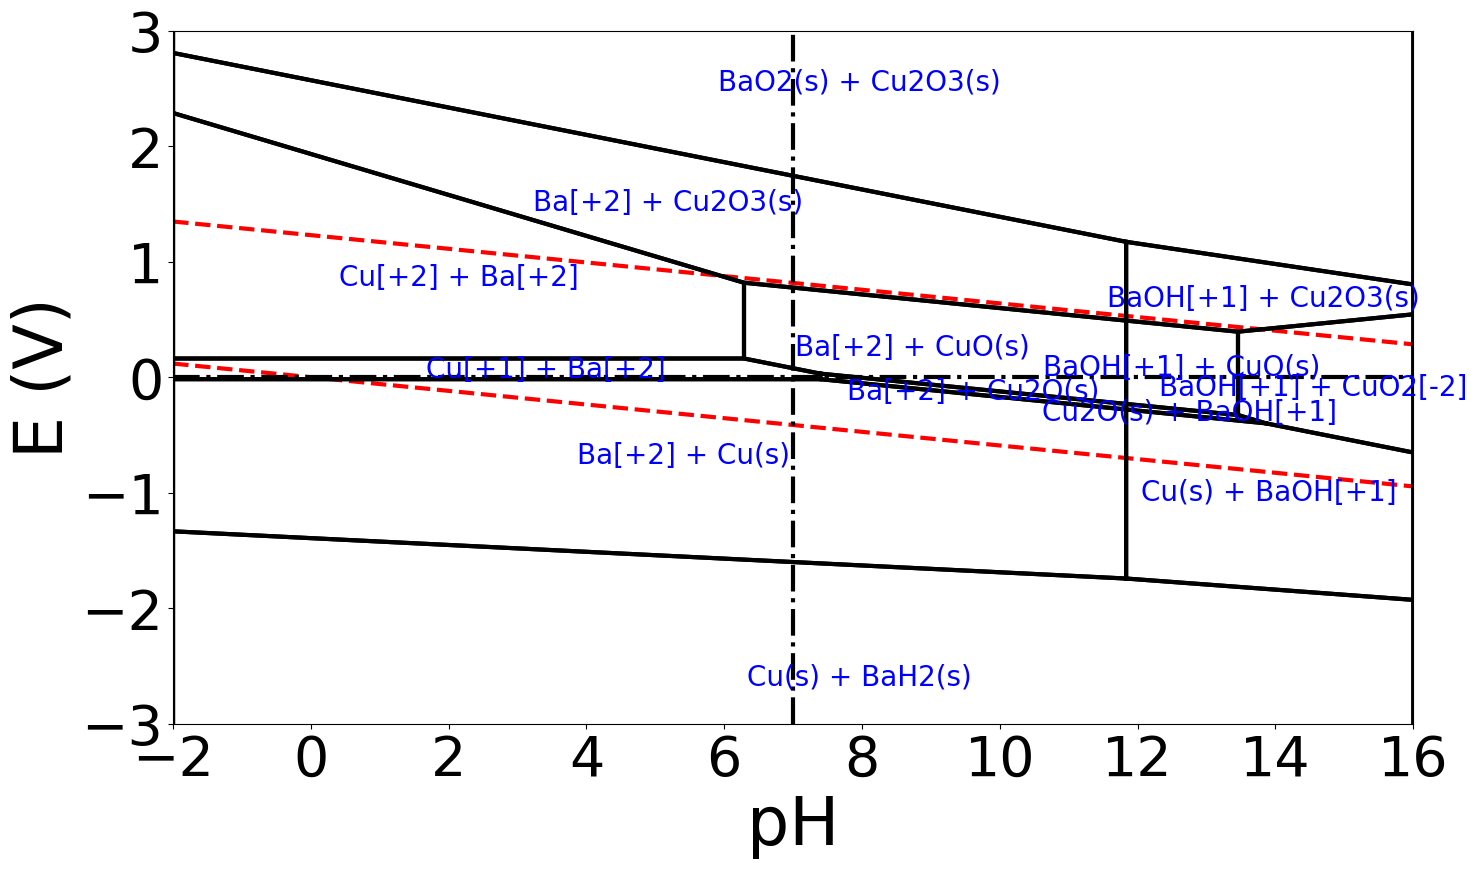 3
2
1
0
−1
−2
−3
E (V)
BaO2(s) + Cu2O3(s)
Ba[+2] + Cu2O3(s)
Cu[+2] + Ba[+2]
BaOH[+1] + Cu2O3(s)
Ba[+2] + CuO(s)
Cu[+1] + Ba[+2]
BaOH[+1] + CuO(s)
Ba[+2] + Cu2O(s)
BaOH[+1] + CuO2[-2]
Cu2O(s) + BaOH[+1]
Ba[+2] + Cu(s)
Cu(s) + BaOH[+1]
Cu(s) + BaH2(s)
−2 0 2 4 6 8 10 12 14 16
pH